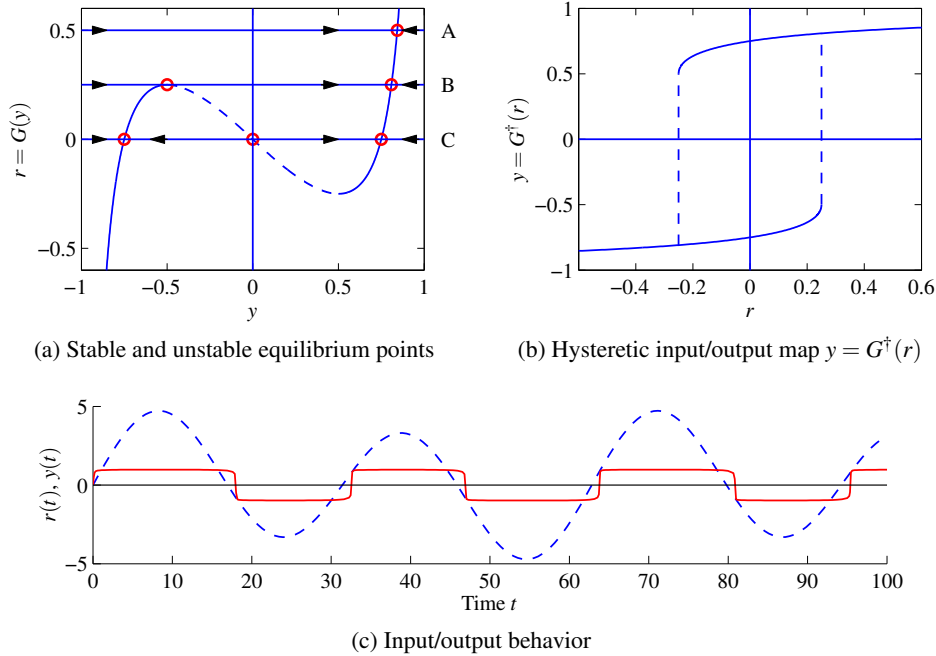 0.5
0
−0.5
r = G(y)
A
B
C
−1 −0.5 0 0.5 1
y
(a) Stable and unstable equilibrium points
1
0.5
0
−0.5
−1
y = G†(r)
−0.4 −0.2 0 0.2 0.4 0.6
r
(b) Hysteretic input/output map y = G†(r)
5
0
−5
r(t), y(t)
0 10 20 30 40 50 60 70 80 90 100
Time t
(c) Input/output behavior